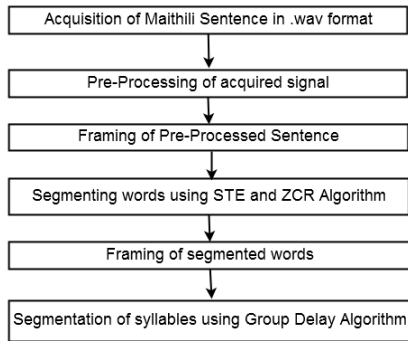 Acquisition of Maithili Sentence in .wav format
Pre-Processing of acquired signal
Framing of Pre-Processed Sentence
Segmenting words using STE and ZCR Algorithm
Framing of segmented words
Segmentation of syllables using Group Delay Algorithm